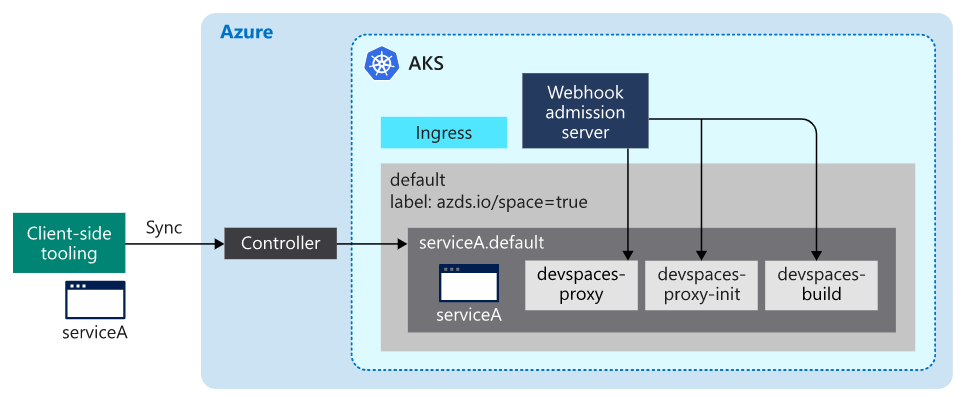 Azure
AKS
Webhook
admission
server
Ingress
default
label: azds.io/space=true
Client-side
tooling
Sync
Controller
serviceA.default
devspaces-
proxy
devspaces-
proxy-init
devspaces-
build
serviceA
serviceA